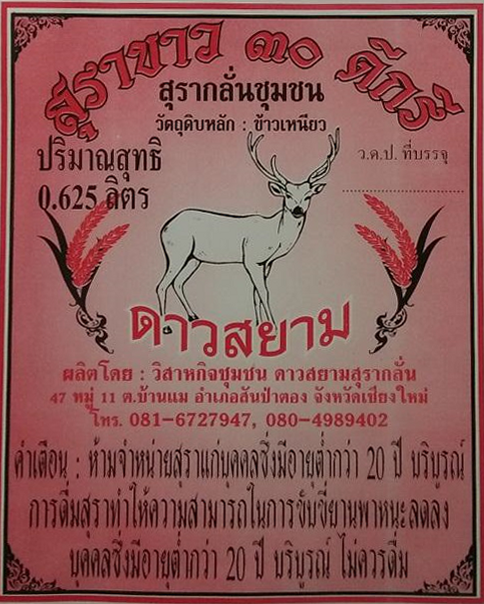 สุราขาว ๓๐ ดีกรี
สุรากลั่นชุมชน
วัตถุดิบหลัก : ข้าวเหนียว
ปริมาณสุทธิ
0.625 ลิตร
ว.ด.ป. ที่บรรจุ
ดาวสยาม
ผลิตโดย : วิสาหกิจชุมชน ดาวสยามสุรากลั่น
47 หมู่ 11 ต.บ้านแม อำเภอสันป่าตอง จังหวัดเชียงใหม่
โทร. 081-6727947, 080-4989402
คำเตือน : ห้ามจำหน่ายสุราแก่บุคคลซึ่งมีอายุต่ำกว่า 20 ปี บริบูรณ์
การดื่มสุราทำให้ความสามารถในการขับขี่ยานพาหนะลดลง
บุคคลซึ่งมีอายุต่ำกว่า 20 ปี บริบูรณ์ ไม่ควรดื่ม